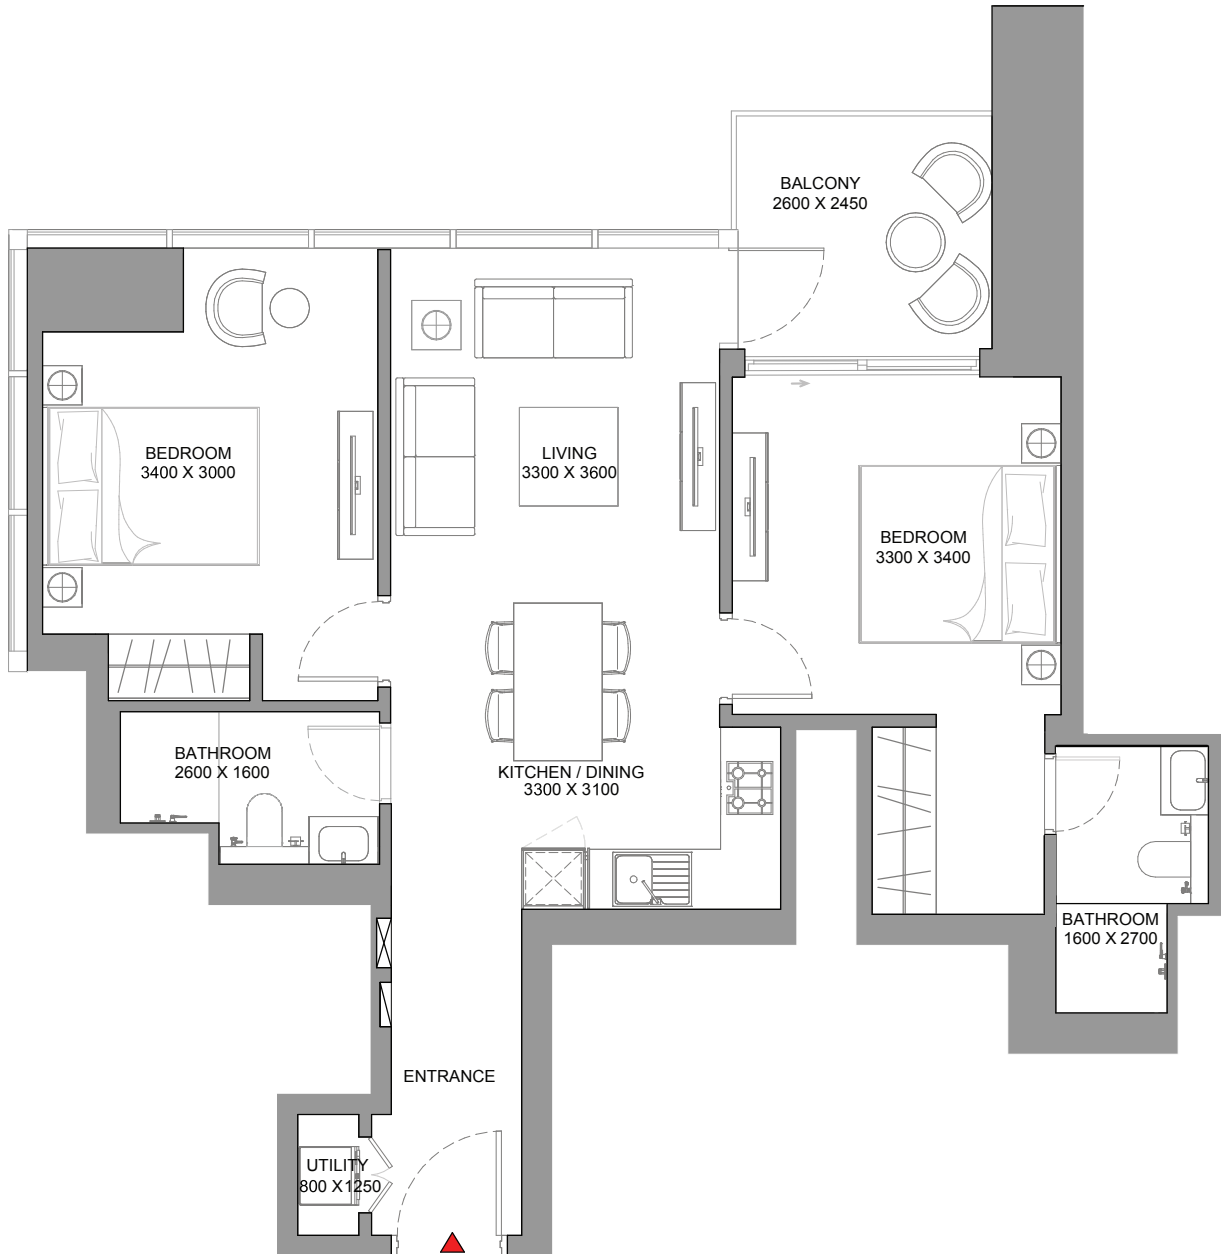 BALCONY
2600 X 2450
BEDROOM
3400 X 3000
LIVING
3300 X 3600
BEDROOM
3300 X 3400
BATHROOM
2600 X 1600
KITCHEN / DINING
3300 X 3100
BATHROOM
1600 X 2700
ENTRANCE
UTILITY
800 X1250